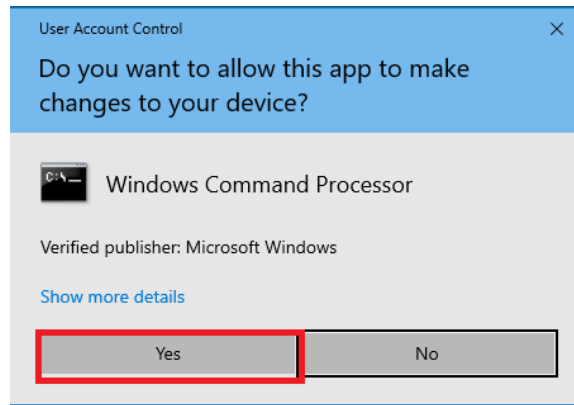 User Account Control
Do you want to allow this app to make
changes to your device?
C:\_
Windows Command Processor
Verified publisher: Microsoft Windows
Show more details
Yes
No